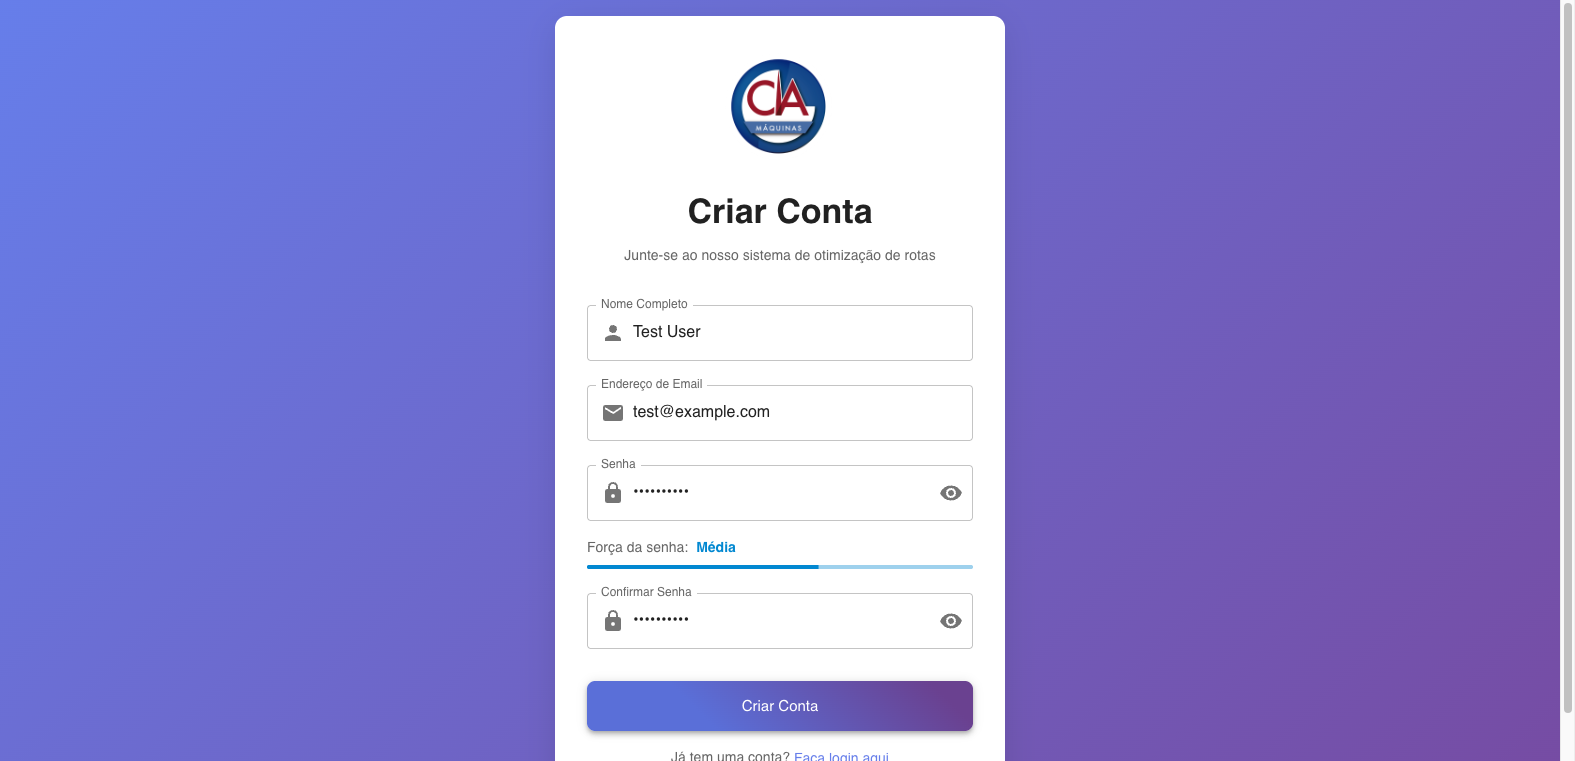 CIA
MÁQUINAS
Criar Conta
Junte-se ao nosso sistema de otimização de rotas
Nome Completo
Test User
Endereço de Email
test@example.com
Senha
••••••••••
Força da senha: Média
Confirmar Senha
••••••••••
Criar Conta
Já tem uma conta? Faça login aqui